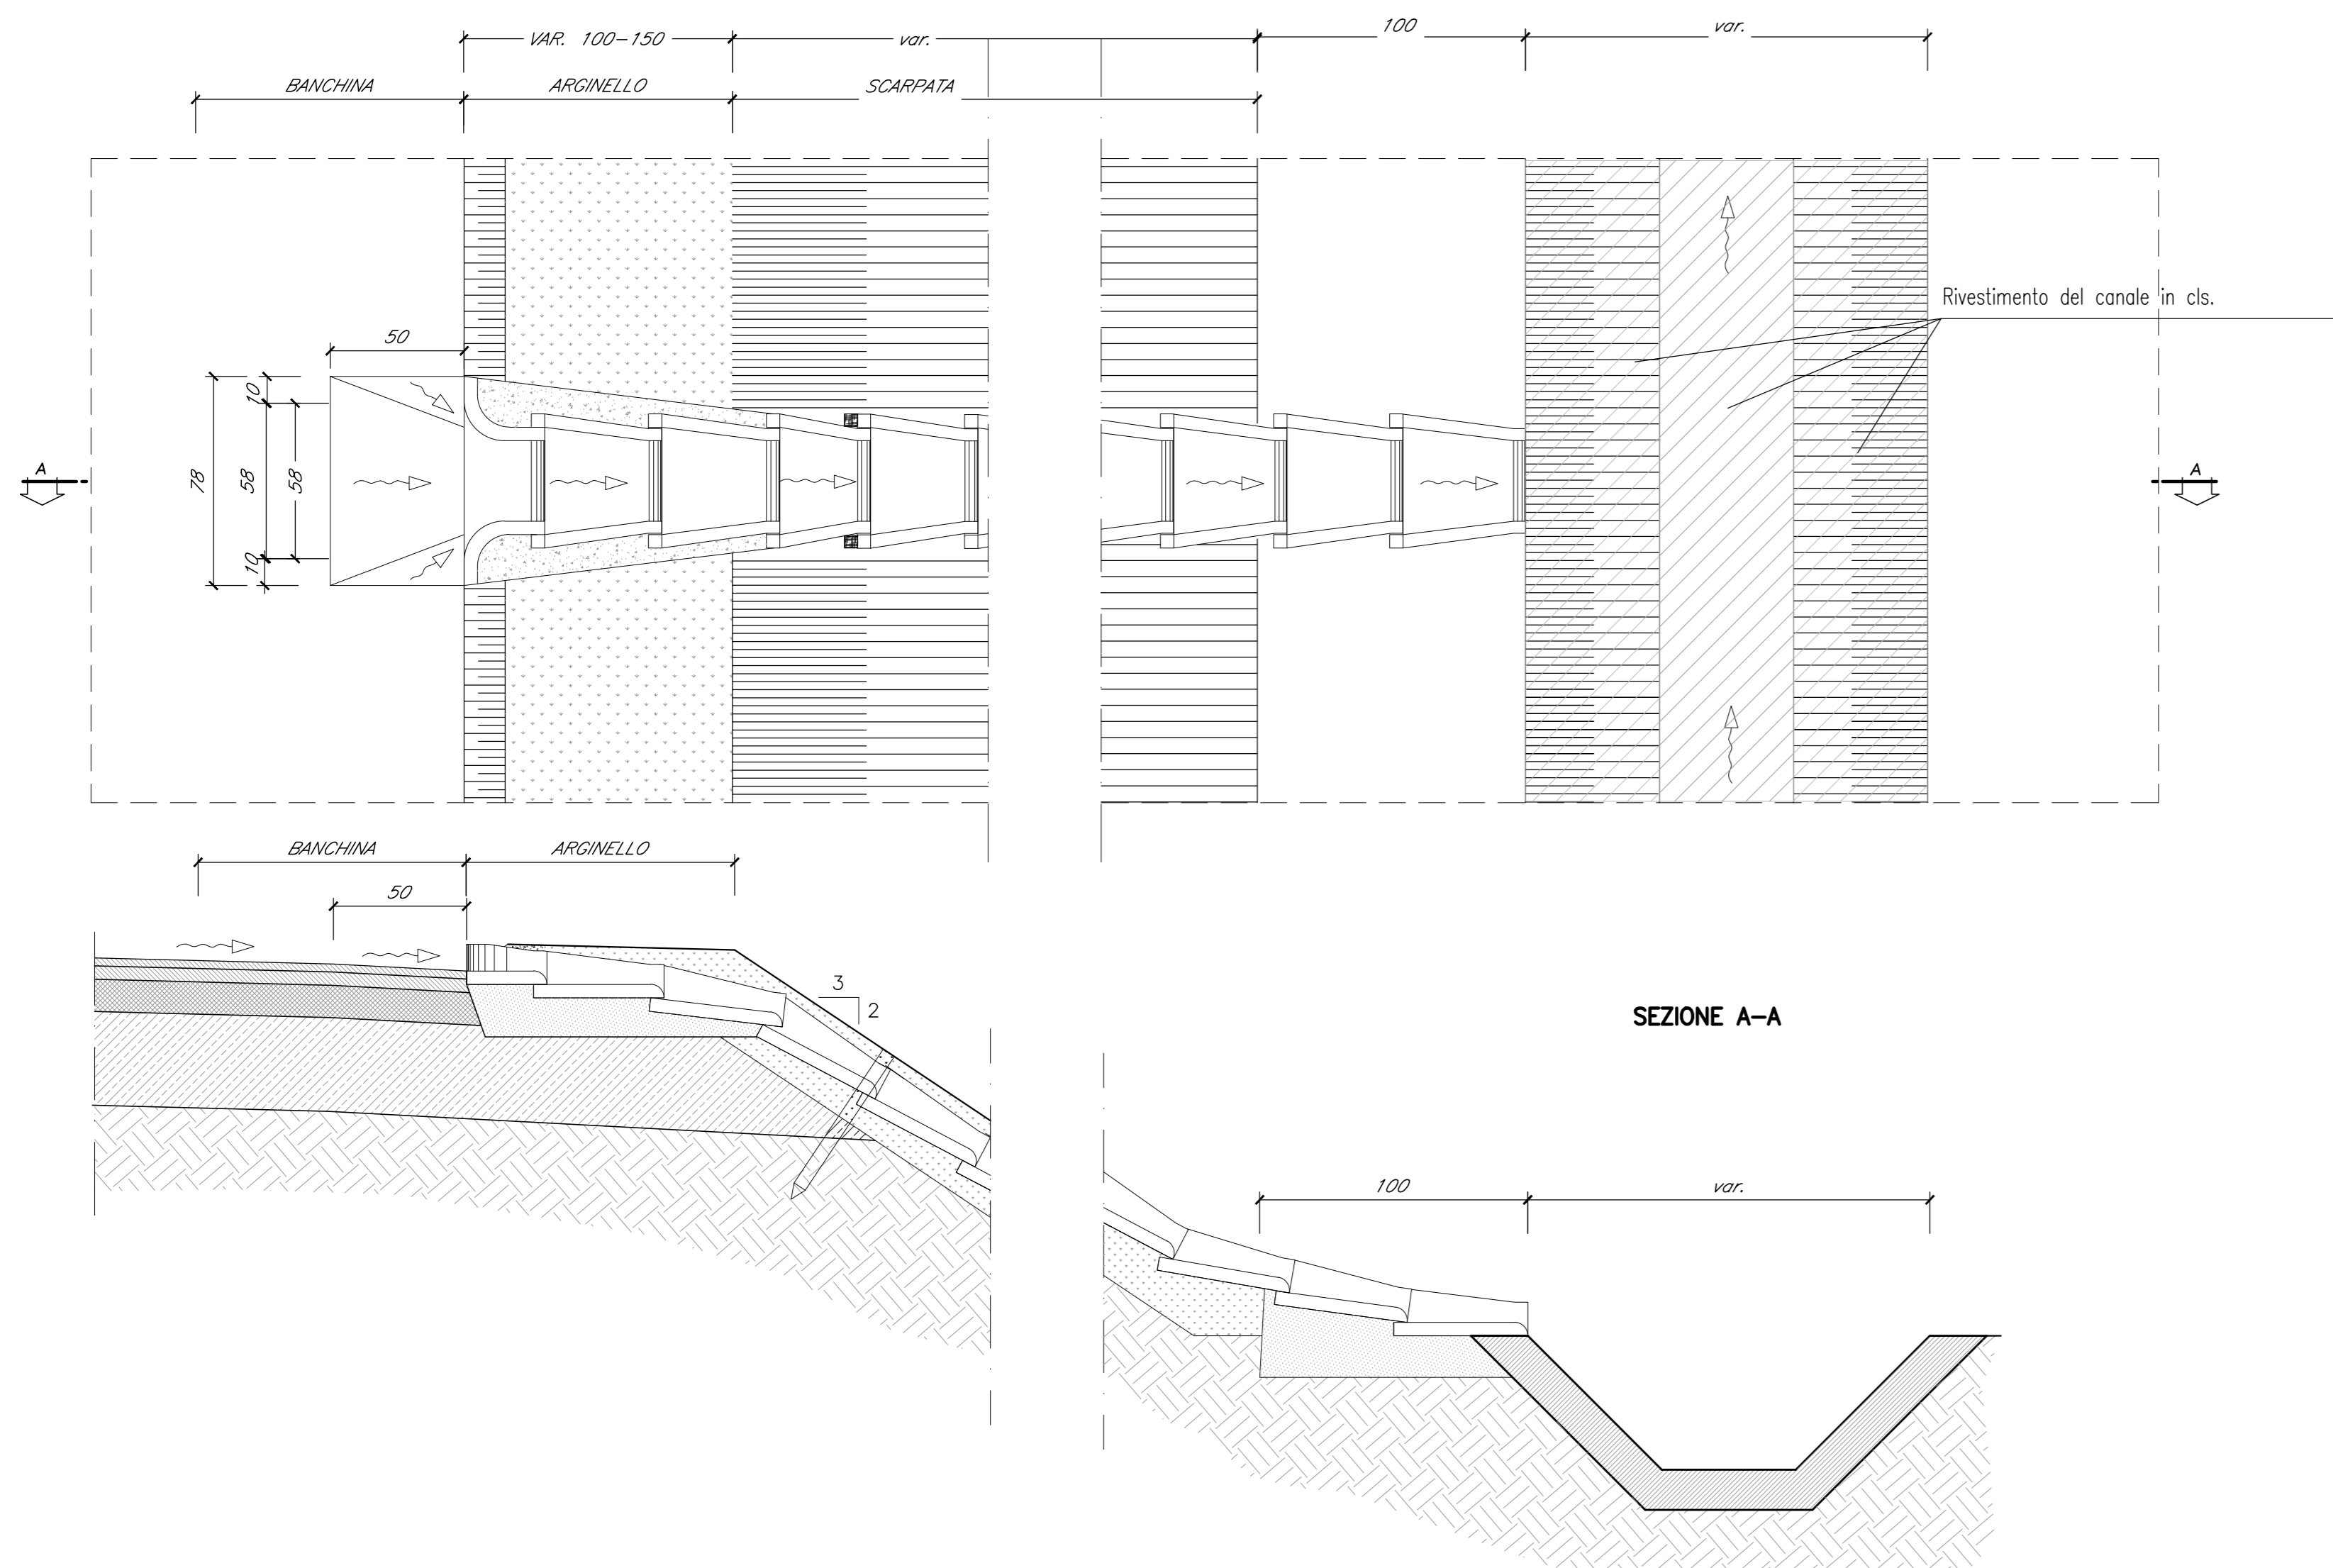 VAR. 100-150
var.
100
var.
BANCHINA
ARGINELLO
SCARPATA
Rivestimento del canale in cls.
50
10
78
58
58
10
A
A
BANCHINA
ARGINELLO
50
3
2
SEZIONE A-A
100
var.